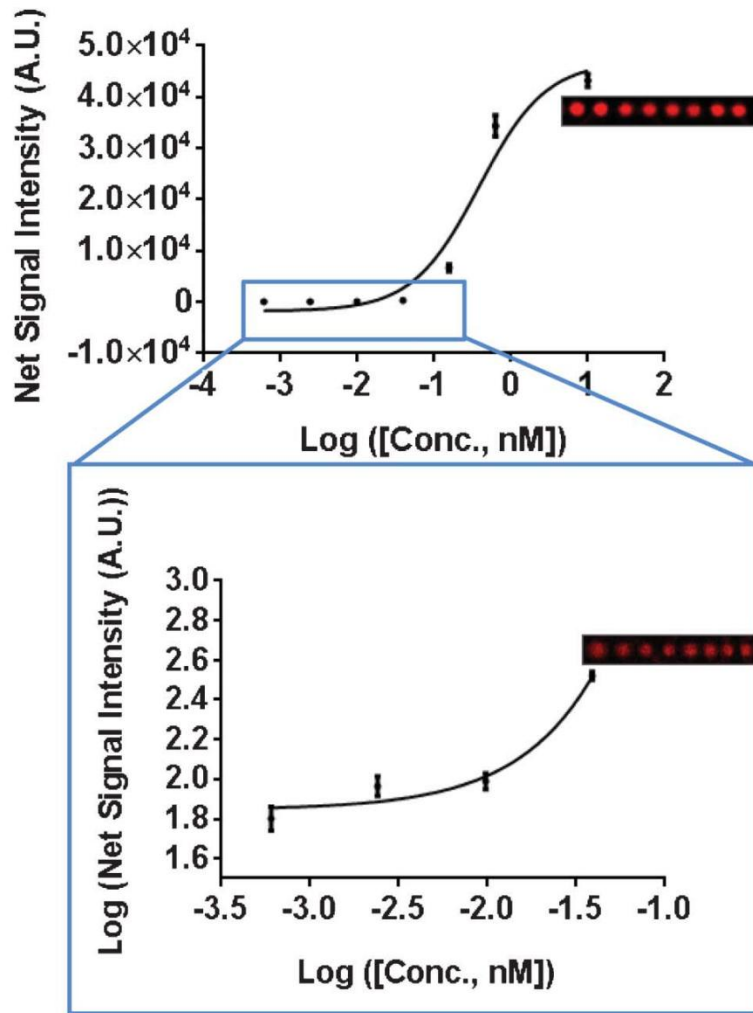 Net Signal Intensity (A.U.)
5.0×10⁴
4.0×10⁴
3.0×10⁴
2.0×10⁴
1.0×10⁴
0
-1.0×10⁴
-4 -3 -2 -1 0 1 2
Log ([Conc., nM])
Log (Net Signal Intensity (A.U.))
3.0
2.8
2.6
2.4
2.2
2.0
1.8
1.6
-3.5 -3.0 -2.5 -2.0 -1.5 -1.0
Log ([Conc., nM])